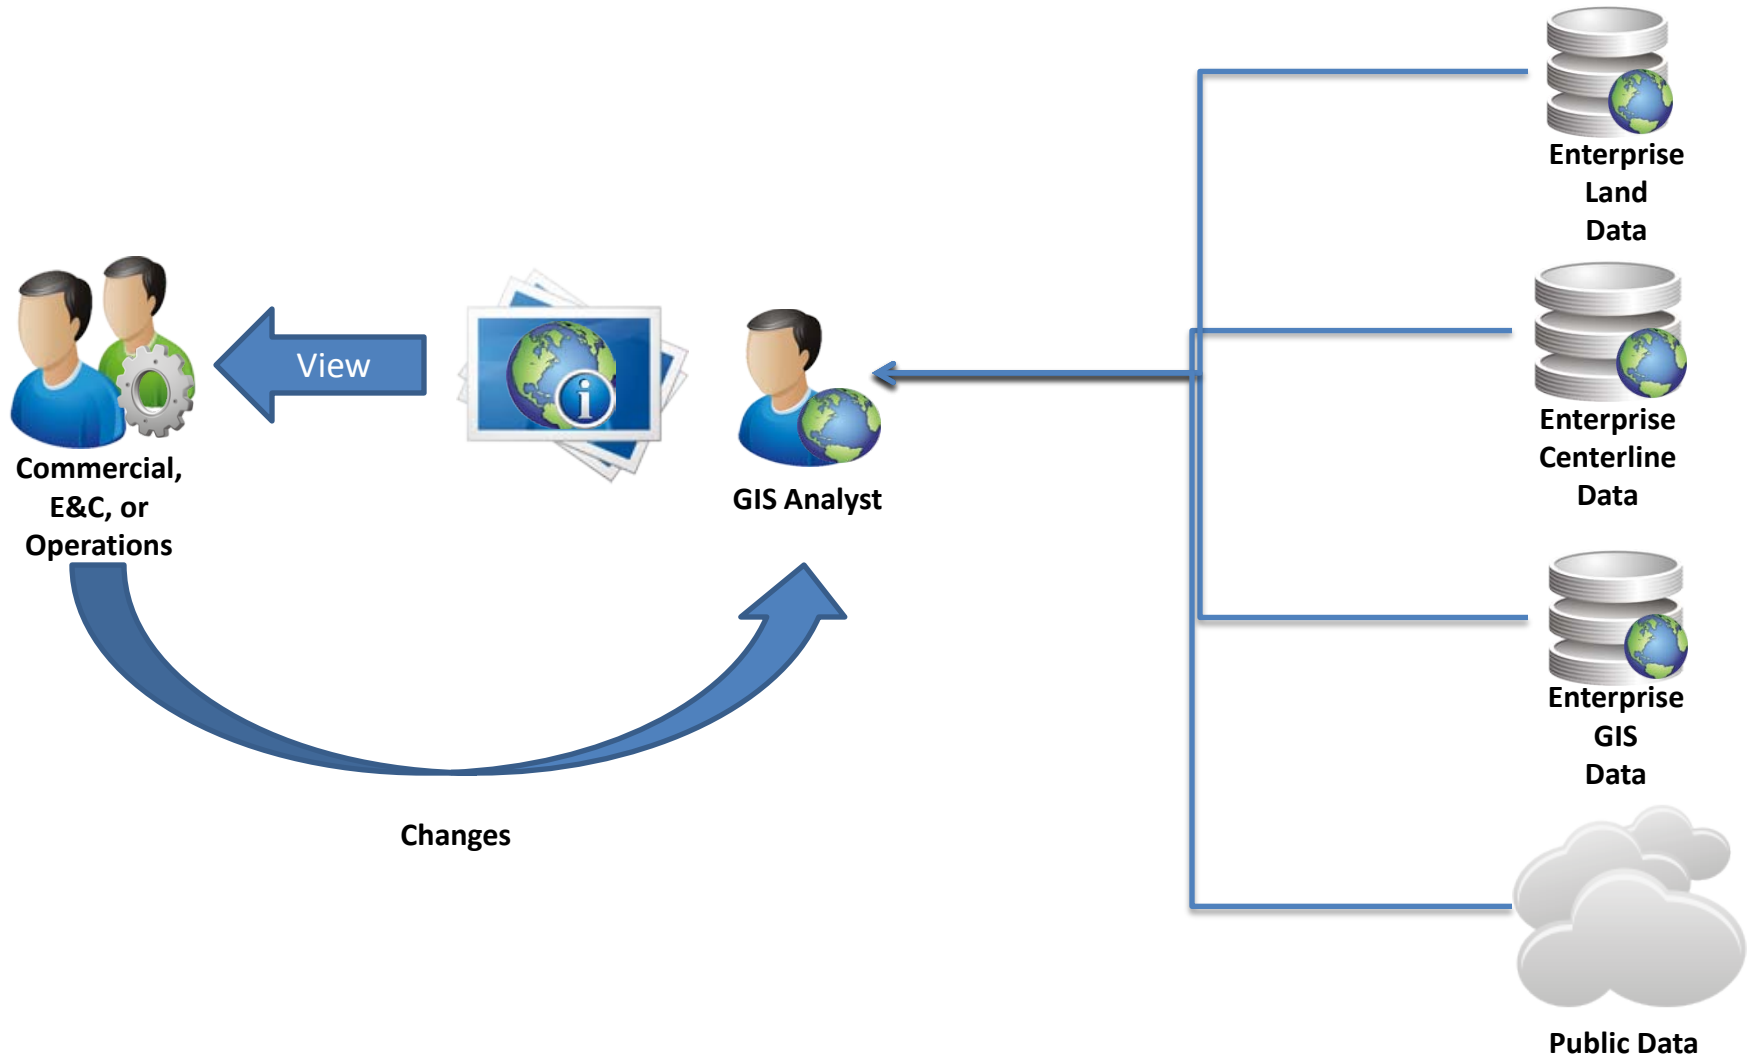 Enterprise
Land
Data
View
Commercial,
E&C, or
Operations
GIS Analyst
Enterprise
Centerline
Data
Enterprise
GIS
Data
Changes
Public Data